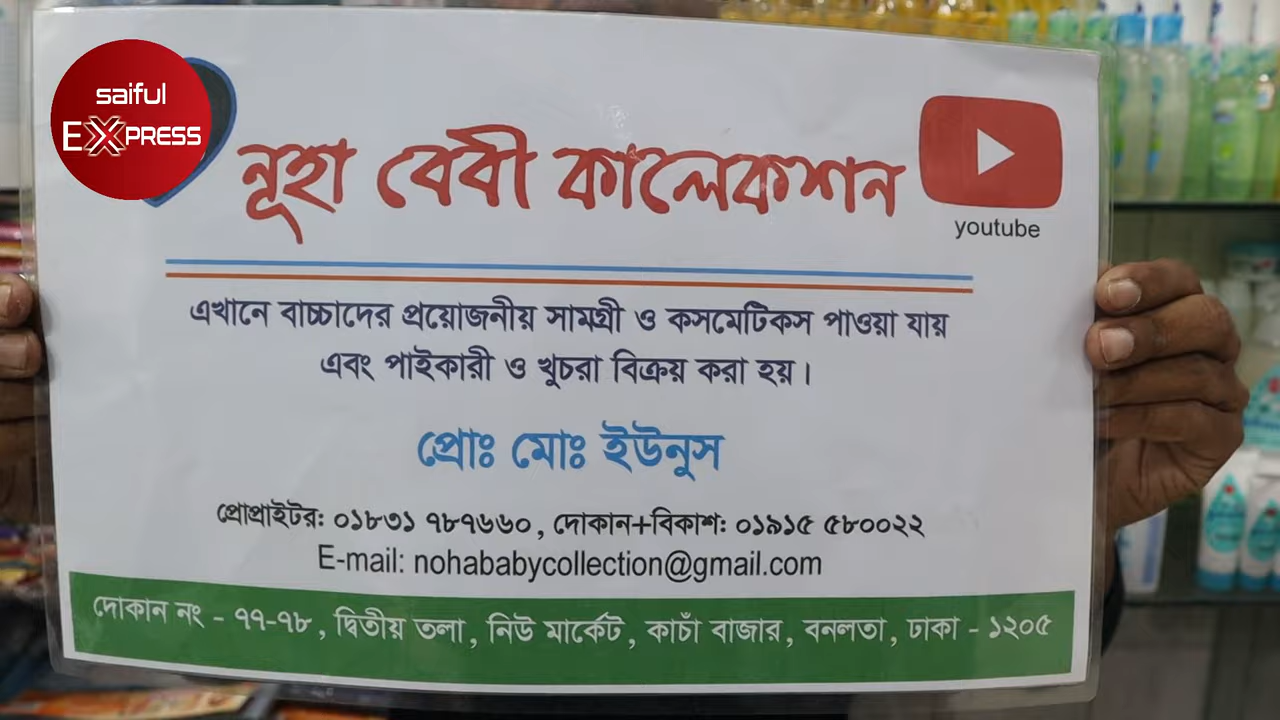 saiful
EXPRESS
নূহা বেবী কালেকশন
youtube
এখানে বাচ্চাদের প্রয়োজনীয় সামগ্রী ও কসমেটিকস পাওয়া যায়
এবং পাইকারী ও খুচরা বিক্রয় করা হয়।
প্রোঃ মোঃ ইউনুস
প্রোপ্রাইটর: ০১৮৩১ ৭৮৭৬৬০, দোকান+বিকাশ: ০১৯১৫ ৫৮০০২২
E-mail: nohababycollection@gmail.com
দোকান নং - ৭৭-৭৮, দ্বিতীয় তলা, নিউ মার্কেট, কাচাঁ বাজার, বনলতা, ঢাকা - ১২০৫